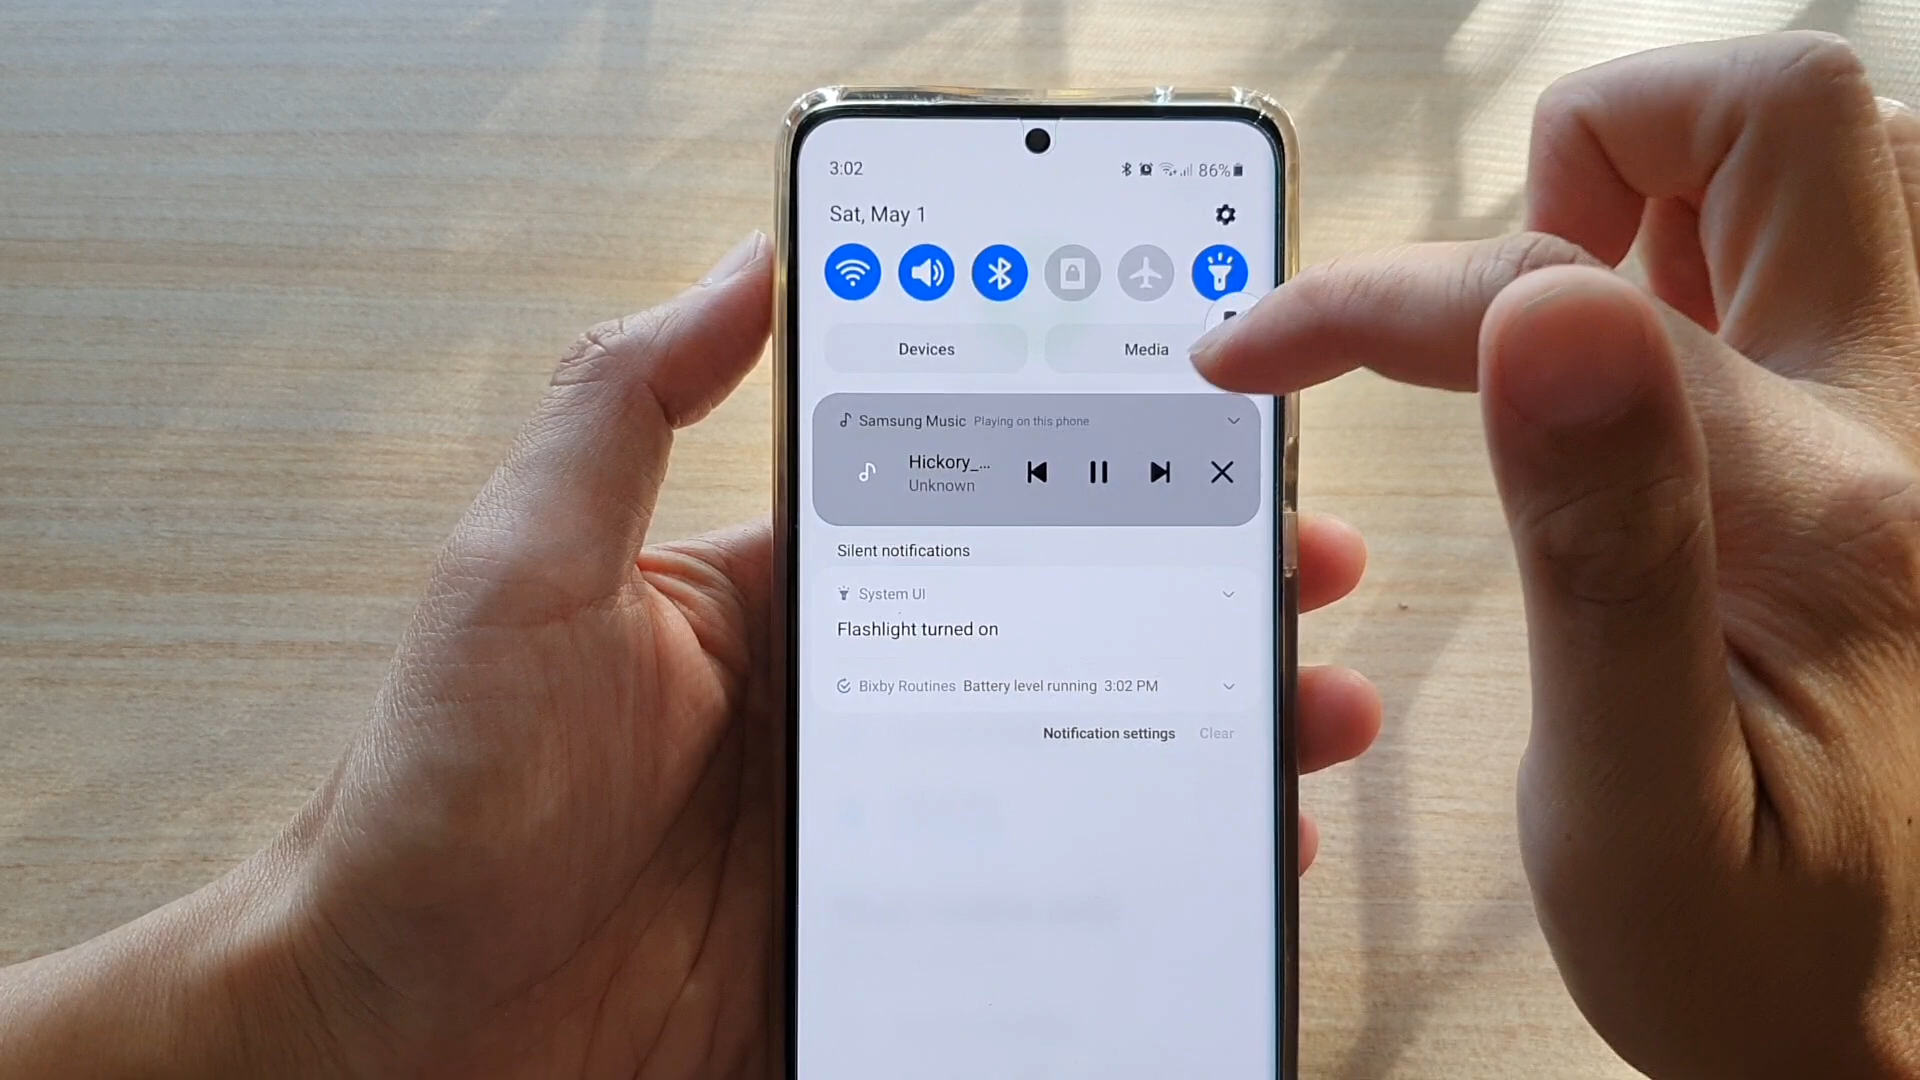 3:02 86%
Sat, May 1
Devices Media
Samsung Music Playing on this phone
Hickory_...
Unknown
Silent notifications
System UI
Flashlight turned on
Bixby Routines Battery level running 3:02 PM
Notification settings Clear